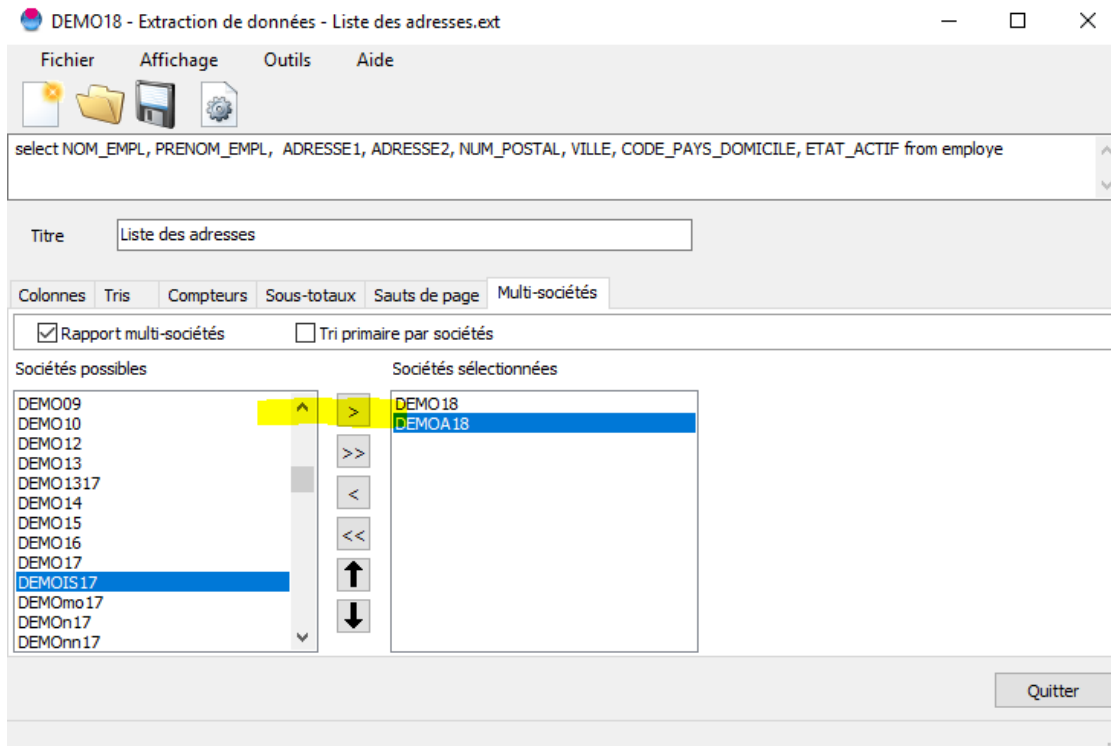 DEMO18 - Extraction de données - Liste des adresses.ext
Fichier Affichage Outils Aide
select NOM_EMPL, PRENOM_EMPL, ADRESSE1, ADRESSE2, NUM_POSTAL, VILLE, CODE_PAYS_DOMICILE, ETAT_ACTIF from employe
Titre Liste des adresses
Colonnes Tris Compteurs Sous-totaux Sauts de page Multi-sociétés
Rapport multi-sociétés Tri primaire par sociétés
Sociétés possibles Sociétés sélectionnées
DEMO09 > DEMO18
DEMO10 DEMOA18
DEMO12 >>
DEMO13
DEMO1317 <
DEMO14
DEMO15
DEMO16 <<
DEMO17
DEMOIS17
DEMOmo17
DEMOn17
DEMOnn17
Quitter